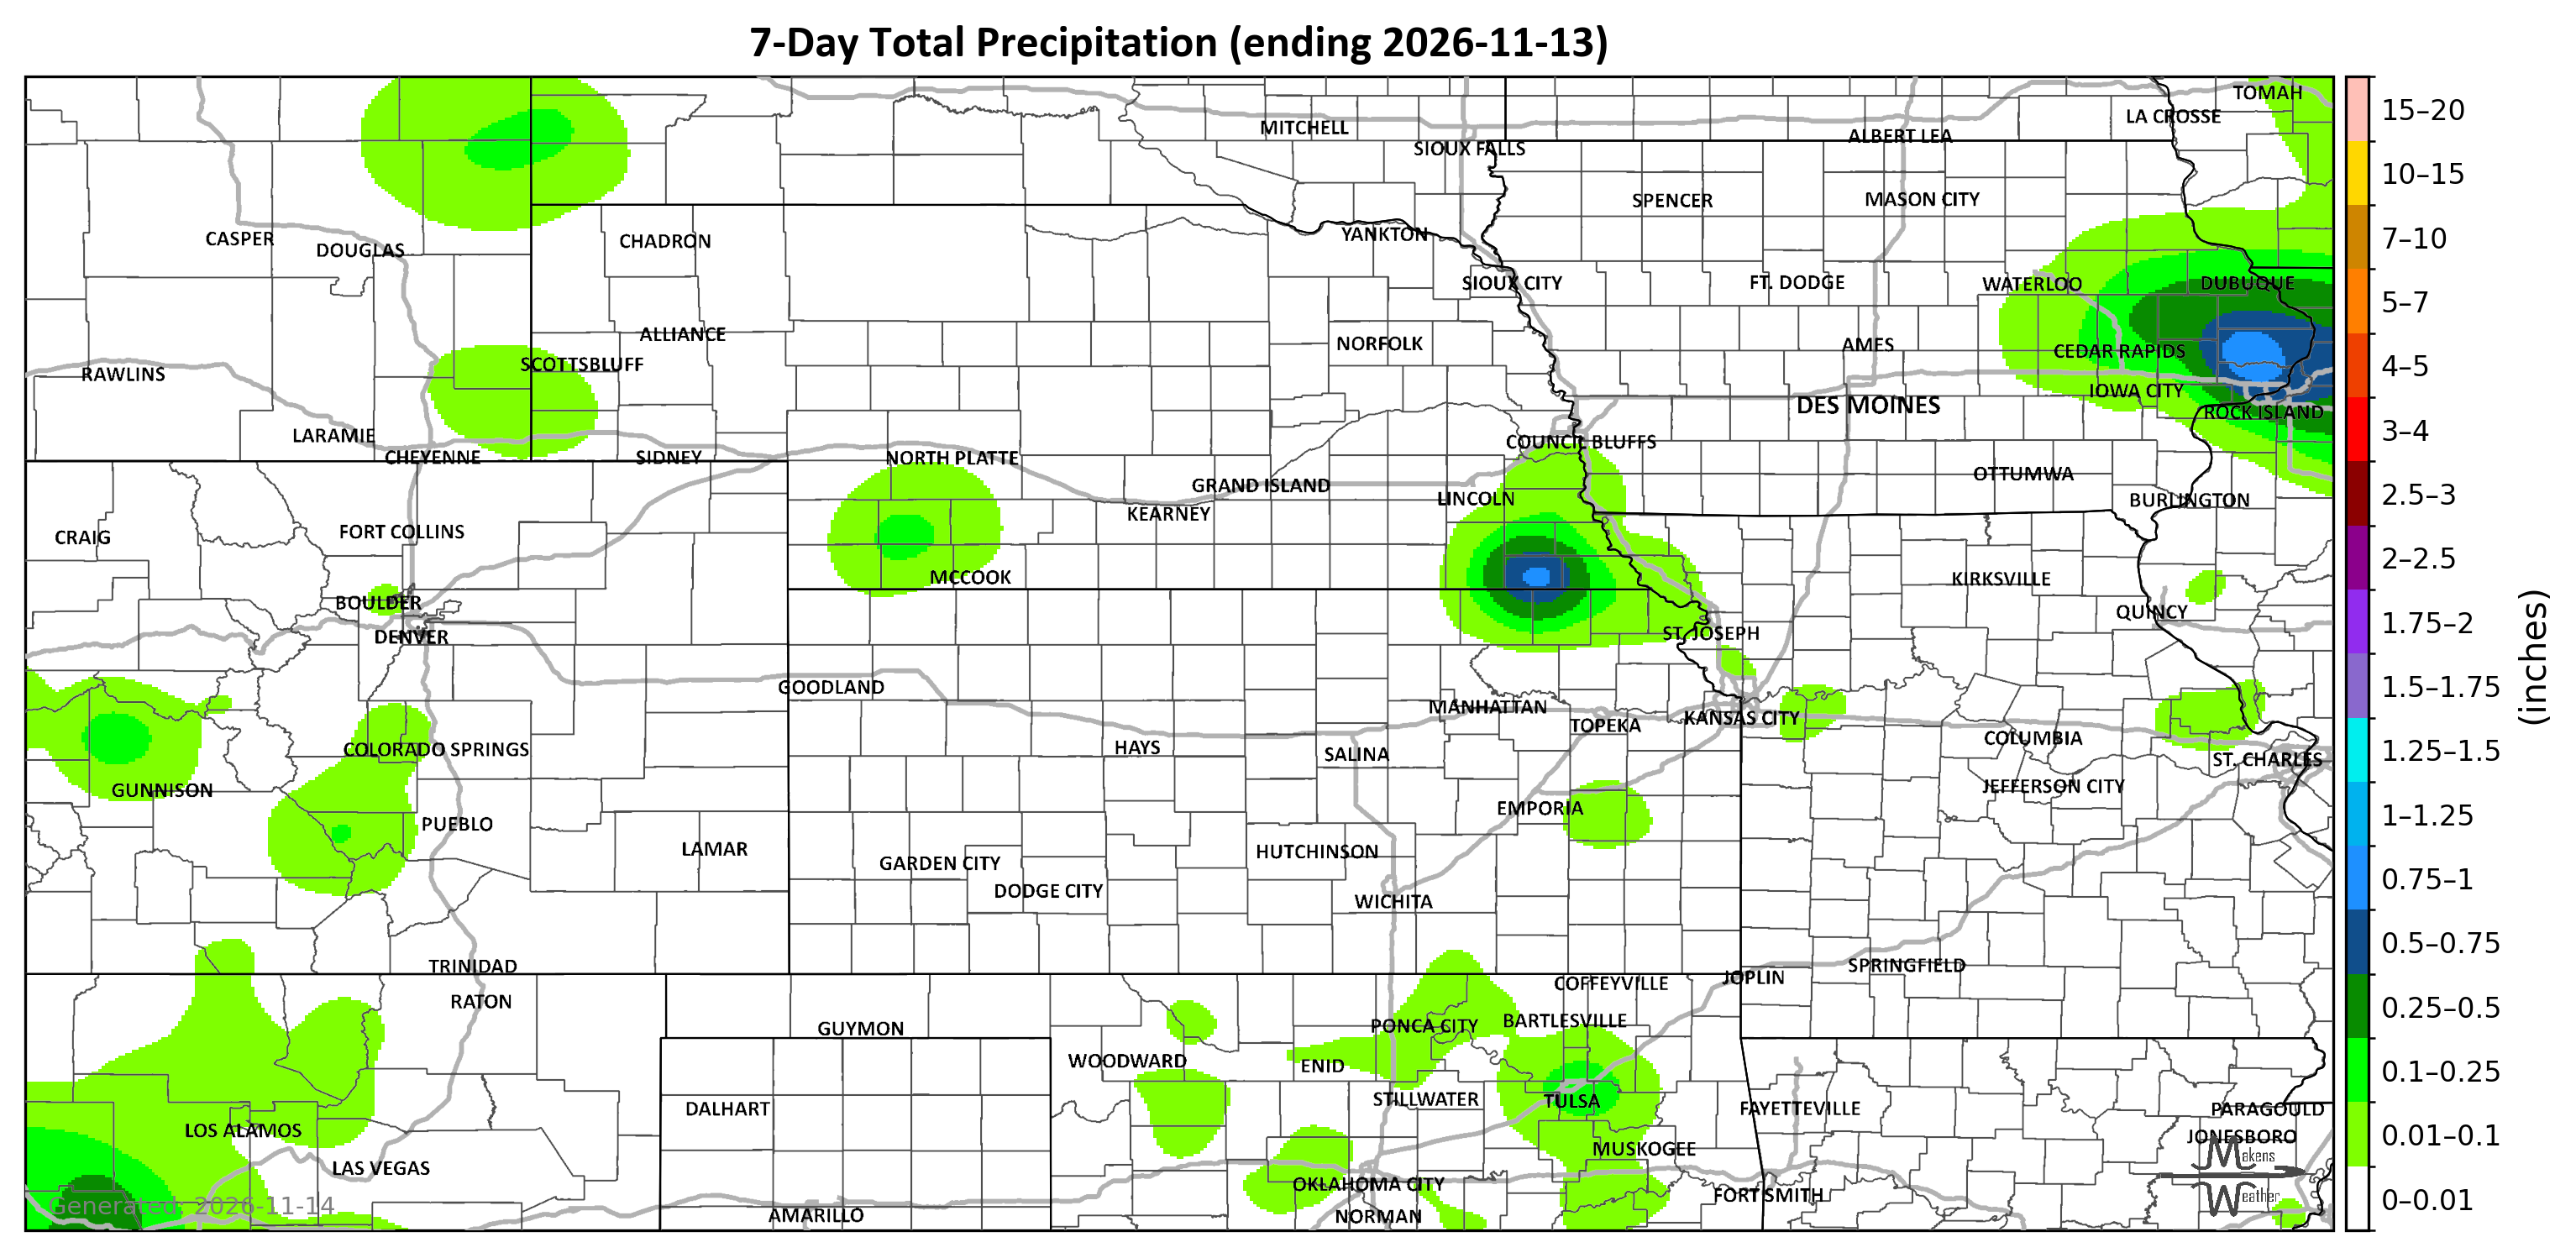 7-Day Total Precipitation (ending 2026-11-13)
TOMAH
LA CROSSE
MITCHELL
ALBERT LEA
SIOUX FALLS
SPENCER
MASON CITY
YANKTON
CASPER
DOUGLAS
CHADRON
SIOUX CITY
FT. DODGE
WATERLOO
DUBUQUE
ALLIANCE
NORFOLK
AMES
CEDAR RAPIDS
SCOTTSBLUFF
RAWLINS
IOWA CITY
DES MOINES
ROCK ISLAND
LARAMIE
COUNCIL BLUFFS
CHEYENNE
SIDNEY
NORTH PLATTE
OTTUMWA
GRAND ISLAND
LINCOLN
BURLINGTON
KEARNEY
CRAIG
FORT COLLINS
MCCOOK
KIRKSVILLE
BOULDER
QUINCY
DENVER
ST. JOSEPH
GOODLAND
MANHATTAN
KANSAS CITY
TOPEKA
COLUMBIA
COLORADO SPRINGS
HAYS
SALINA
ST. CHARLES
GUNNISON
JEFFERSON CITY
EMPORIA
PUEBLO
LAMAR
HUTCHINSON
GARDEN CITY
DODGE CITY
WICHITA
TRINIDAD
SPRINGFIELD
JOPLIN
COFFEYVILLE
RATON
BARTLESVILLE
PONCA CITY
GUYMON
WOODWARD
ENID
STILLWATER
TULSA
DALHART
FAYETTEVILLE
PARAGOULD
LOS ALAMOS
JONESBORO
MUSKOGEE
LAS VEGAS
OKLAHOMA CITY
FORT SMITH
AMARILLO
NORMAN
Makens
Weather
Generated: 2026-11-14
15–20
10–15
7–10
5–7
4–5
3–4
2.5–3
2–2.5
1.75–2
1.5–1.75
1.25–1.5
1–1.25
0.75–1
0.5–0.75
0.25–0.5
0.1–0.25
0.01–0.1
0–0.01
(inches)